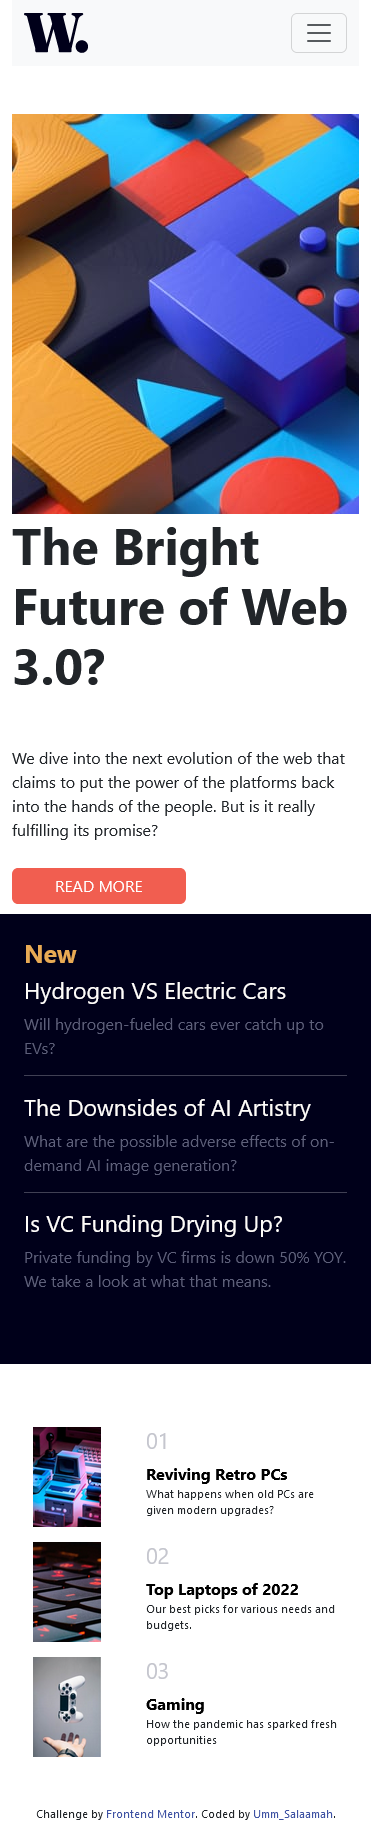 W.
The Bright
Future of Web
3.0?
We dive into the next evolution of the web that
claims to put the power of the platforms back
into the hands of the people. But is it really
fulfilling its promise?
READ MORE
New
Hydrogen VS Electric Cars
Will hydrogen-fueled cars ever catch up to
EVs?
The Downsides of AI Artistry
What are the possible adverse effects of on-
demand AI image generation?
Is VC Funding Drying Up?
Private funding by VC firms is down 50% YOY.
We take a look at what that means.
01
Reviving Retro PCs
What happens when old PCs are
given modern upgrades?
02
Top Laptops of 2022
Our best picks for various needs and
budgets.
03
Gaming
How the pandemic has sparked fresh
opportunities
Challenge by Frontend Mentor. Coded by Umm_Salaamah.